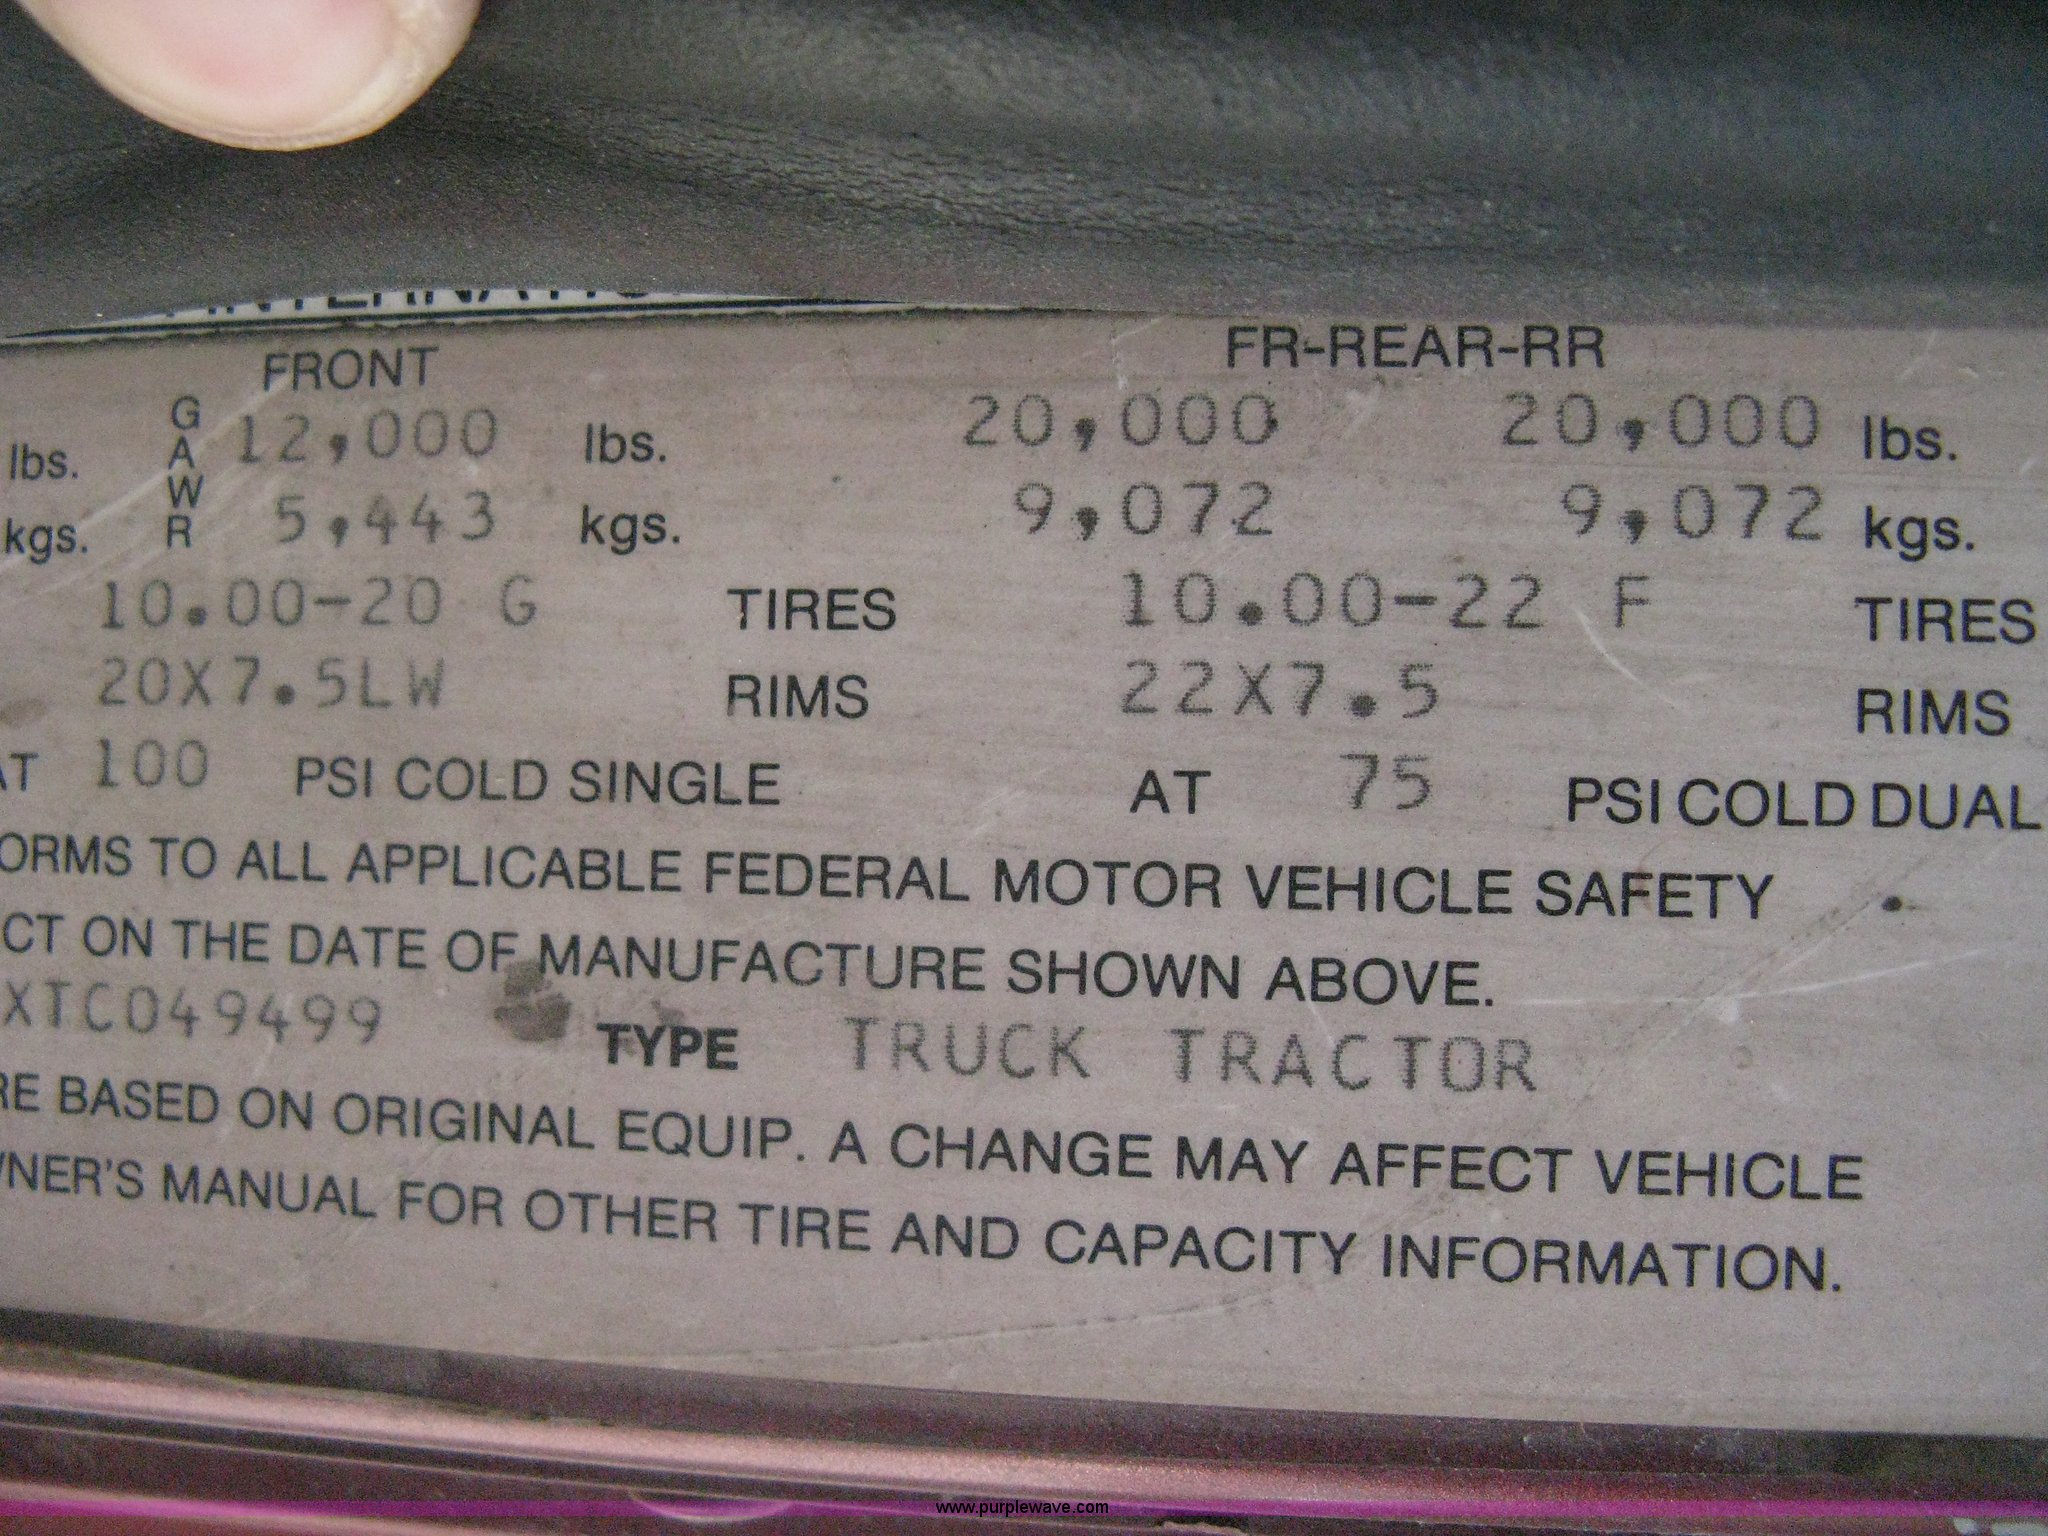 INTERNATIO
FRONT FR-REAR-RR
lbs. GAWR 12,000 lbs. 20,000 20,000 lbs.
kgs. 5,443 kgs. 9,072 9,072 kgs.
10.00-20 G TIRES 10.00-22 F TIRES
20X7.5LW RIMS 22X7.5 RIMS
AT 100 PSI COLD SINGLE AT 75 PSI COLD DUAL
ORMS TO ALL APPLICABLE FEDERAL MOTOR VEHICLE SAFETY
CT ON THE DATE OF MANUFACTURE SHOWN ABOVE.
XTC049499 TYPE TRUCK TRACTOR
RE BASED ON ORIGINAL EQUIP. A CHANGE MAY AFFECT VEHICLE
WNER'S MANUAL FOR OTHER TIRE AND CAPACITY INFORMATION.
www.purplewave.com